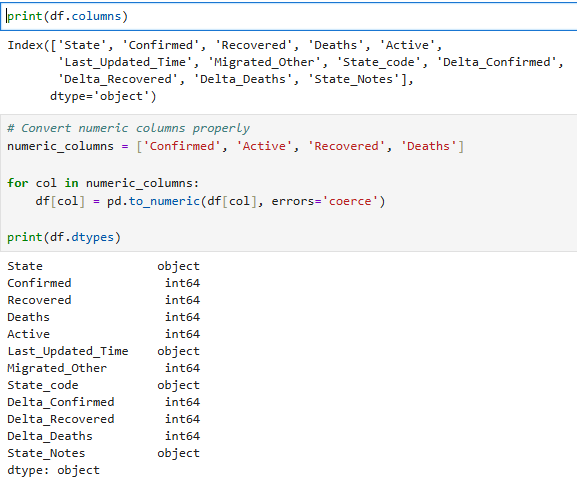 print(df.columns)
Index(['State', 'Confirmed', 'Recovered', 'Deaths', 'Active',
       'Last_Updated_Time', 'Migrated_Other', 'State_code', 'Delta_Confirmed',
       'Delta_Recovered', 'Delta_Deaths', 'State_Notes'],
      dtype='object')
# Convert numeric columns properly
numeric_columns = ['Confirmed', 'Active', 'Recovered', 'Deaths']
for col in numeric_columns:
    df[col] = pd.to_numeric(df[col], errors='coerce')
print(df.dtypes)
State                object
Confirmed             int64
Recovered             int64
Deaths                int64
Active                int64
Last_Updated_Time    object
Migrated_Other        int64
State_code           object
Delta_Confirmed       int64
Delta_Recovered       int64
Delta_Deaths          int64
State_Notes          object
dtype: object